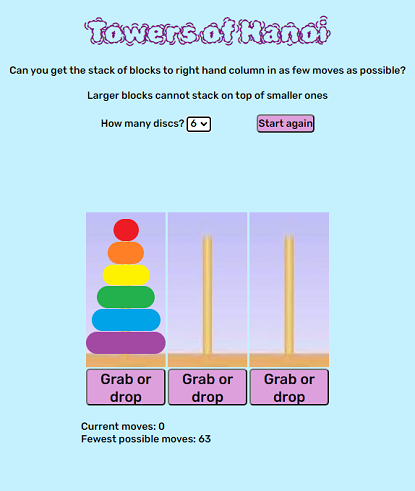 Towers of Hanoi
Can you get the stack of blocks to right hand column in as few moves as possible?
Larger blocks cannot stack on top of smaller ones
How many discs? 6 Start again
Grab or drop Grab or drop Grab or drop
Current moves: 0
Fewest possible moves: 63